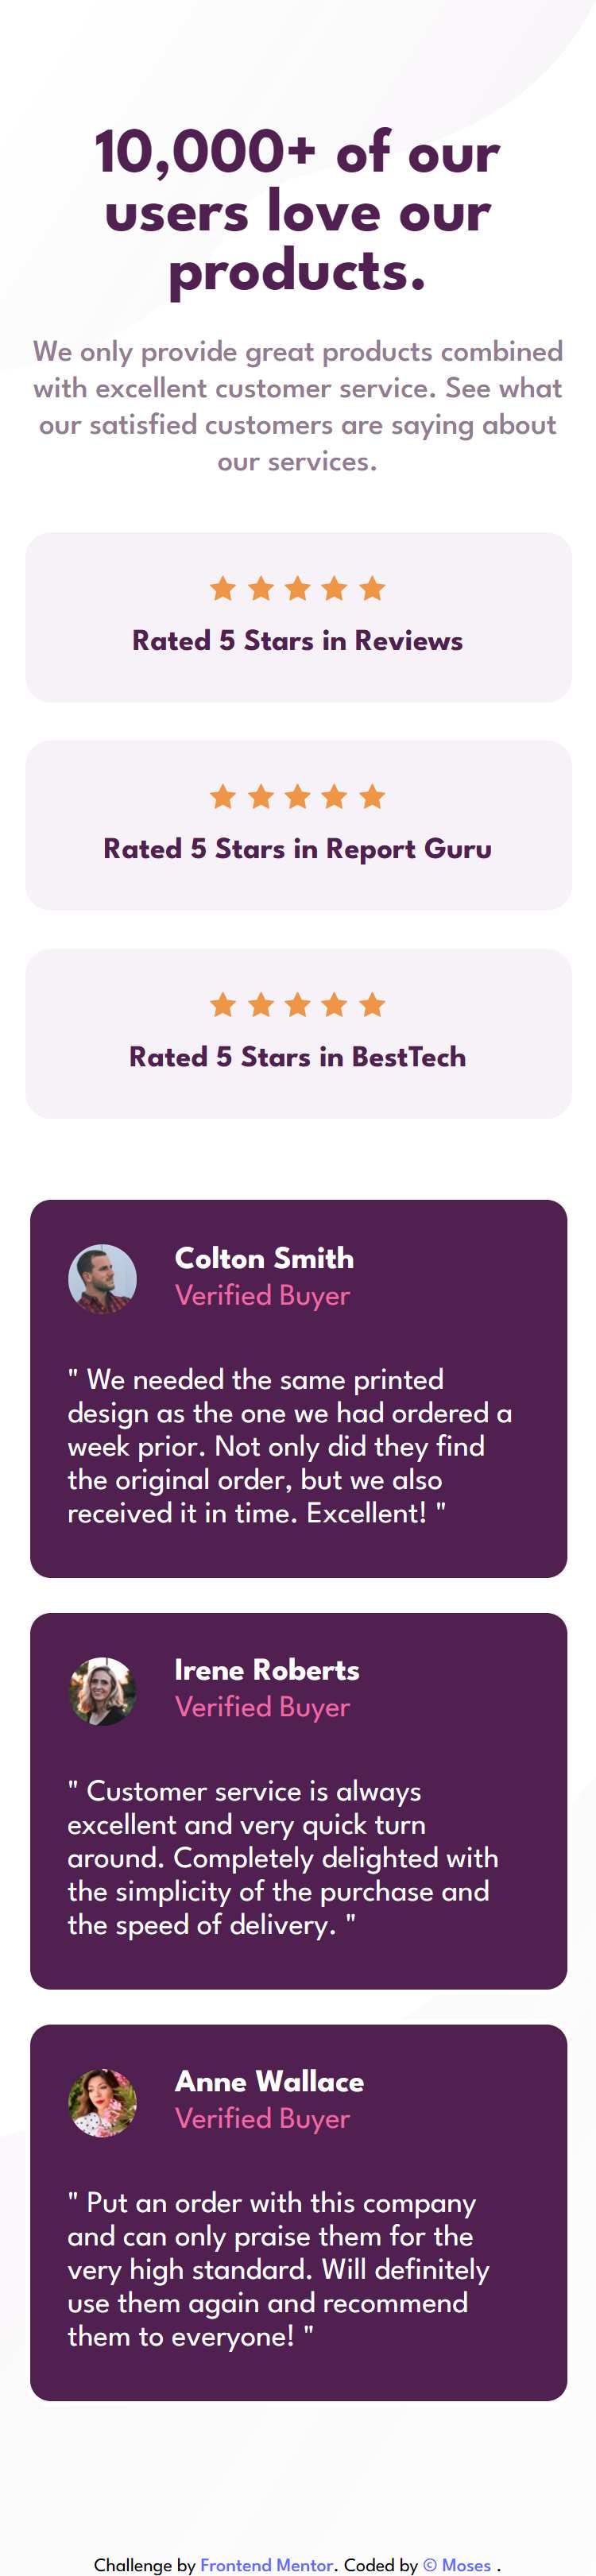 10,000+ of our
users love our
products.
We only provide great products combined
with excellent customer service. See what
our satisfied customers are saying about
our services.
Rated 5 Stars in Reviews
Rated 5 Stars in Report Guru
Rated 5 Stars in BestTech
Colton Smith
Verified Buyer
" We needed the same printed
design as the one we had ordered a
week prior. Not only did they find
the original order, but we also
received it in time. Excellent! "
Irene Roberts
Verified Buyer
" Customer service is always
excellent and very quick turn
around. Completely delighted with
the simplicity of the purchase and
the speed of delivery. "
Anne Wallace
Verified Buyer
" Put an order with this company
and can only praise them for the
very high standard. Will definitely
use them again and recommend
them to everyone! "
Challenge by Frontend Mentor. Coded by © Moses .